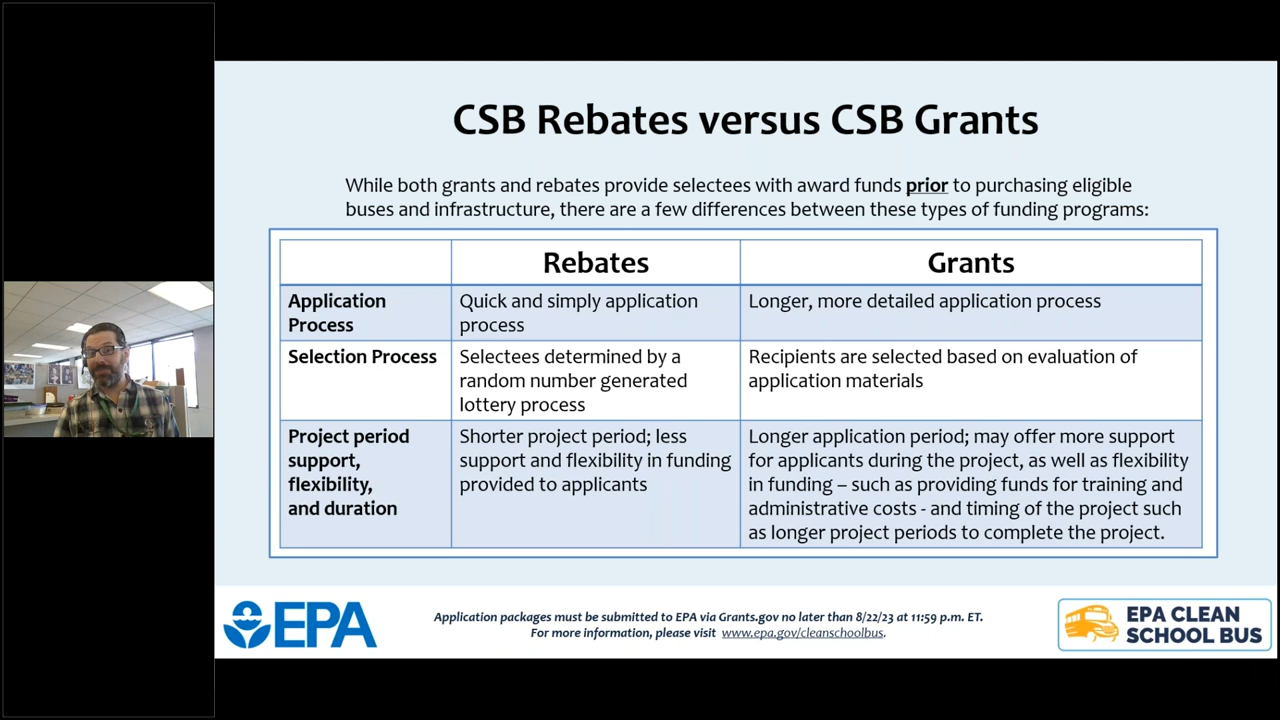 CSB Rebates versus CSB Grants
While both grants and rebates provide selectees with award funds prior to purchasing eligible
buses and infrastructure, there are a few differences between these types of funding programs:
Rebates
Grants
Application
Process
Quick and simply application
process
Longer, more detailed application process
Selection Process
Selectees determined by a
random number generated
lottery process
Recipients are selected based on evaluation of
application materials
Project period
support,
flexibility,
and duration
Shorter project period; less
support and flexibility in funding
provided to applicants
Longer application period; may offer more support
for applicants during the project, as well as flexibility
in funding – such as providing funds for training and
administrative costs - and timing of the project such
as longer project periods to complete the project.
EPA
Application packages must be submitted to EPA via Grants.gov no later than 8/22/23 at 11:59 p.m. ET.
For more information, please visit www.epa.gov/cleanschoolbus.
EPA CLEAN
SCHOOL BUS